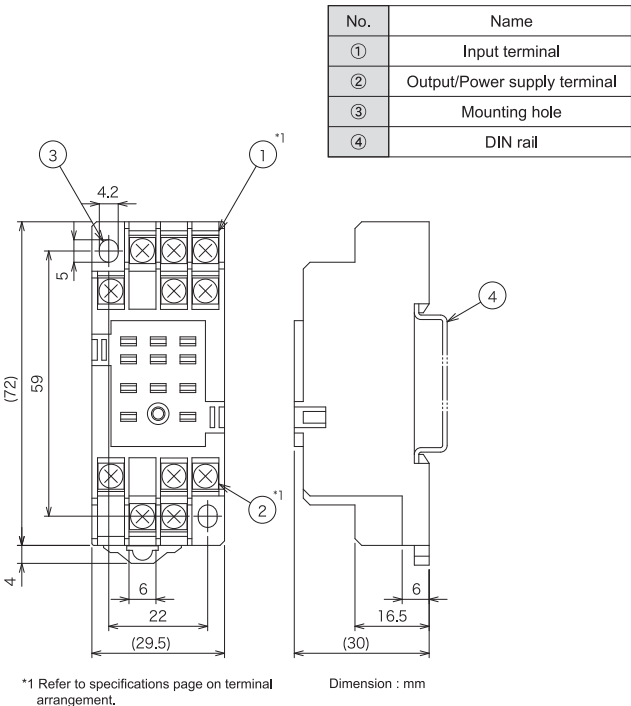 No. Name
① Input terminal
② Output/Power supply terminal
③ Mounting hole
④ DIN rail
3
1 *1
4.2
5
4
(72)
59
2 *1
4
6
22
(29.5)
6
16.5
(30)
*1 Refer to specifications page on terminal
arrangement.
Dimension : mm